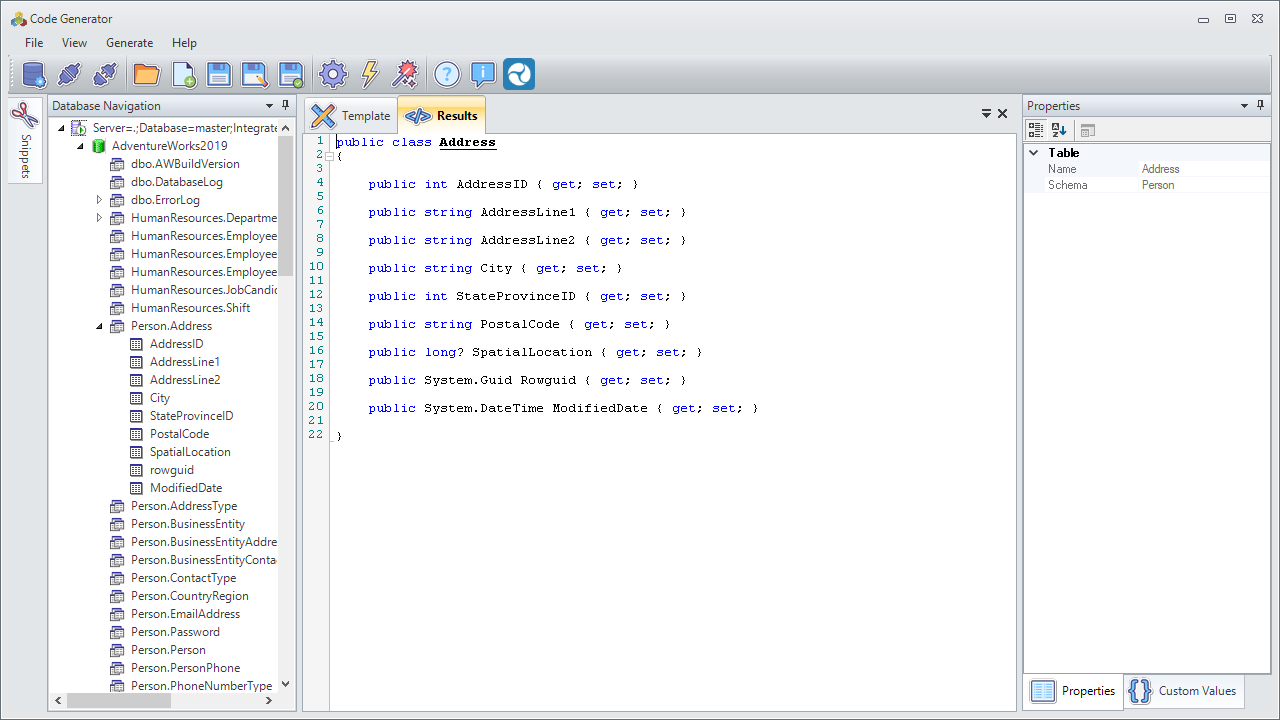 Code Generator
File View Generate Help
Snippets
Database Navigation
Server=.;Database=master;Integrate
AdventureWorks2019
dbo.AWBuildVersion
dbo.DatabaseLog
dbo.ErrorLog
HumanResources.Departme
HumanResources.Employee
HumanResources.Employee
HumanResources.Employee
HumanResources.JobCandid
HumanResources.Shift
Person.Address
AddressID
AddressLine1
AddressLine2
City
StateProvinceID
PostalCode
SpatialLocation
rowguid
ModifiedDate
Person.AddressType
Person.BusinessEntity
Person.BusinessEntityAddre
Person.BusinessEntityConta
Person.ContactType
Person.CountryRegion
Person.EmailAddress
Person.Password
Person.Person
Person.PersonPhone
Person.PhoneNumberType
Template Results
1 public class Address
2 {
3
4 public int AddressID { get; set; }
5
6 public string AddressLine1 { get; set; }
7
8 public string AddressLine2 { get; set; }
9
10 public string City { get; set; }
11
12 public int StateProvinceID { get; set; }
13
14 public string PostalCode { get; set; }
15
16 public long? SpatialLocation { get; set; }
17
18 public System.Guid Rowguid { get; set; }
19
20 public System.DateTime ModifiedDate { get; set; }
21
22 }
Properties
Table
Name Address
Schema Person
Properties Custom Values